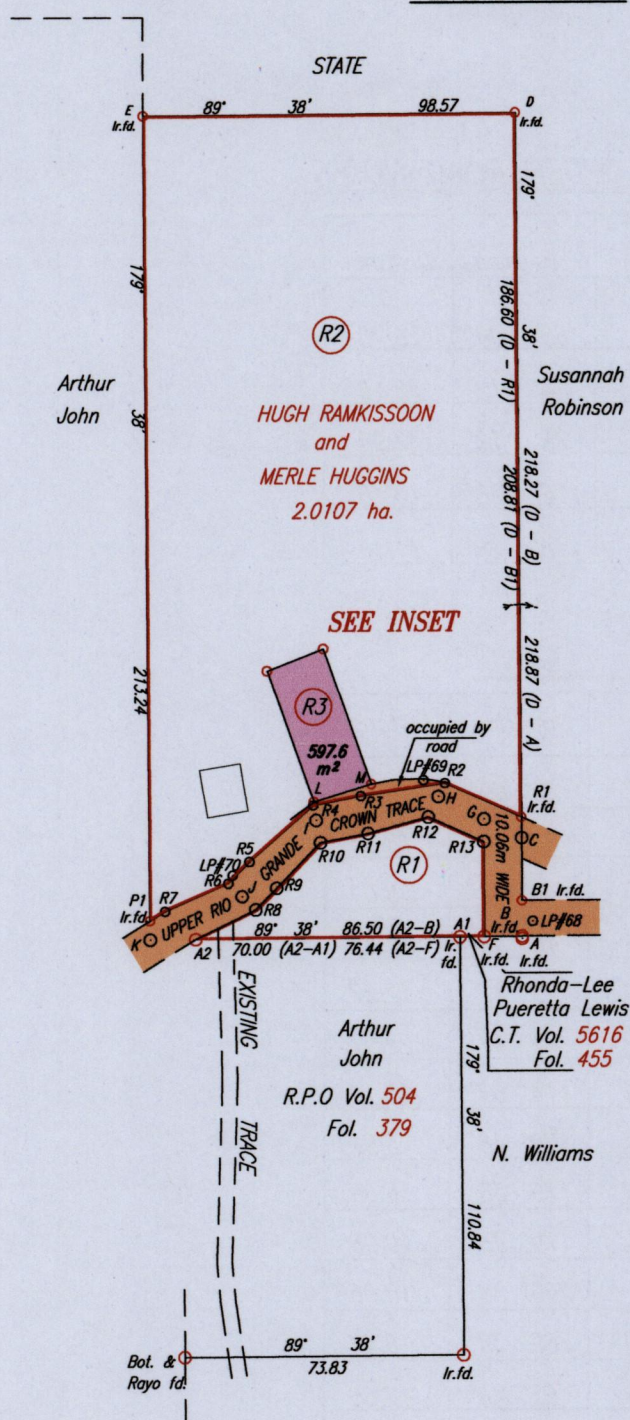 STATE
E
Ir.fd.
89° 38' 98.57
D
Ir.fd.
179° 38'
186.60 (D - R1)
218.27 (D - B)
208.81 (D - B1)
218.87 (D - A)
179° 38'
213.24
R2
Arthur
John
Susannah
Robinson
HUGH RAMKISSOON
and
MERLE HUGGINS
2.0107 ha.
SEE INSET
R3
597.6
m²
occupied by
road
L
M
LP#69
R2
R3
R4
H
G
R1
Ir.fd.
C
R5
LP#70
R6
R7
P1
Ir.fd.
K
J
UPPER RIO GRANDE CROWN TRACE
10.06m WIDE
R8
R9
R10
R11
R12
R13
R1
B1 Ir.fd.
B
Ir.fd.
LP#68
A2
89° 38' 86.50 (A2-B)
70.00 (A2-A1) 76.44 (A2-F)
A1
Ir.
fd.
F
Ir.fd.
A
Ir.fd.
Rhonda-Lee
Pueretta Lewis
C.T. Vol. 5616
Fol. 455
EXISTING
TRACE
Arthur
John
R.P.O Vol. 504
Fol. 379
179° 38'
110.84
N. Williams
89° 38'
73.83
Bot. &
Rayo fd.
Ir.fd.